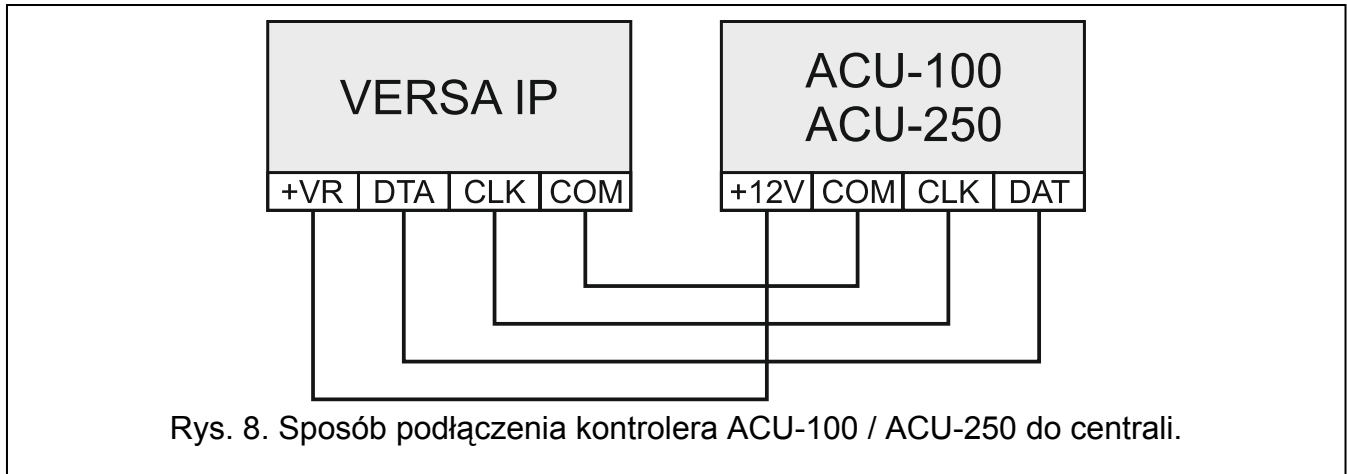 VERSA IP
+VR DTA CLK COM
ACU-100
ACU-250
+12V COM CLK DAT
Rys. 8. Sposób podłączenia kontrolera ACU-100 / ACU-250 do centrali.